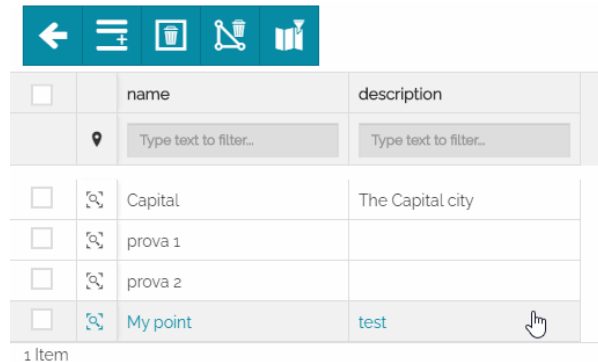 name description
Type text to filter... Type text to filter...
Capital The Capital city
prova 1
prova 2
My point test
1 Item